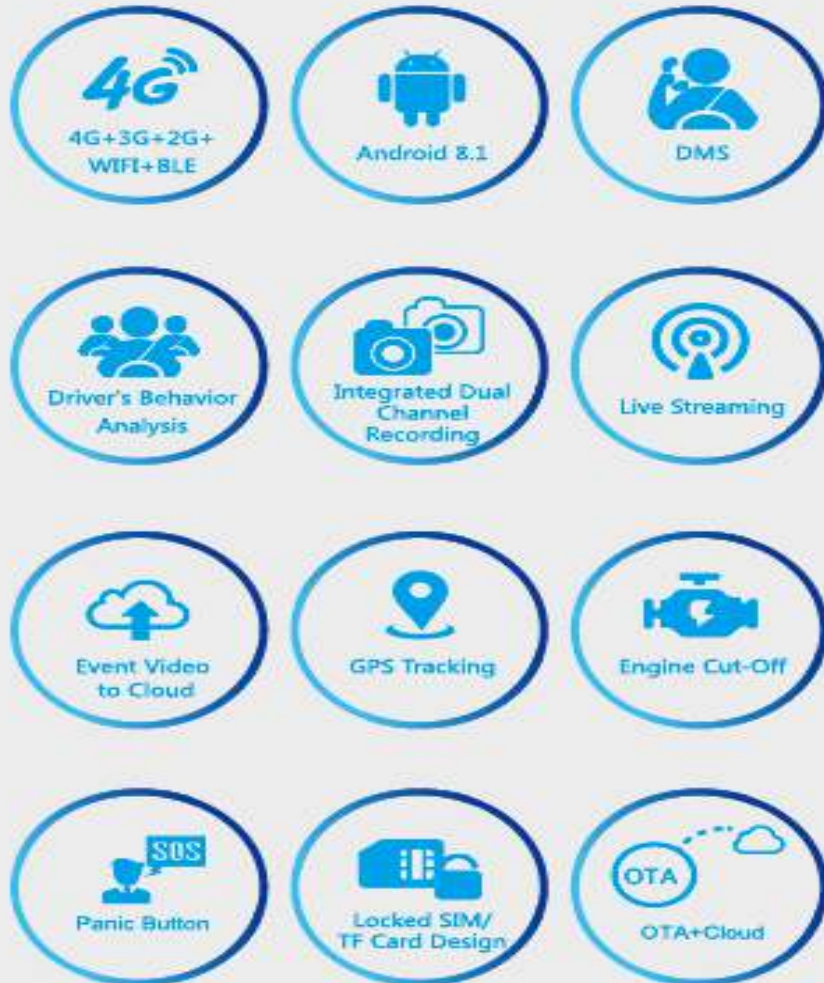 4G
4G+3G+2G+
WIFI+BLE
Android 8.1
DMS
Driver's Behavior
Analysis
Integrated Dual
Channel
Recording
Live Streaming
Event Video
to Cloud
GPS Tracking
Engine Cut-Off
SOS
Panic Button
Locked SIM/
TF Card Design
OTA
OTA+Cloud